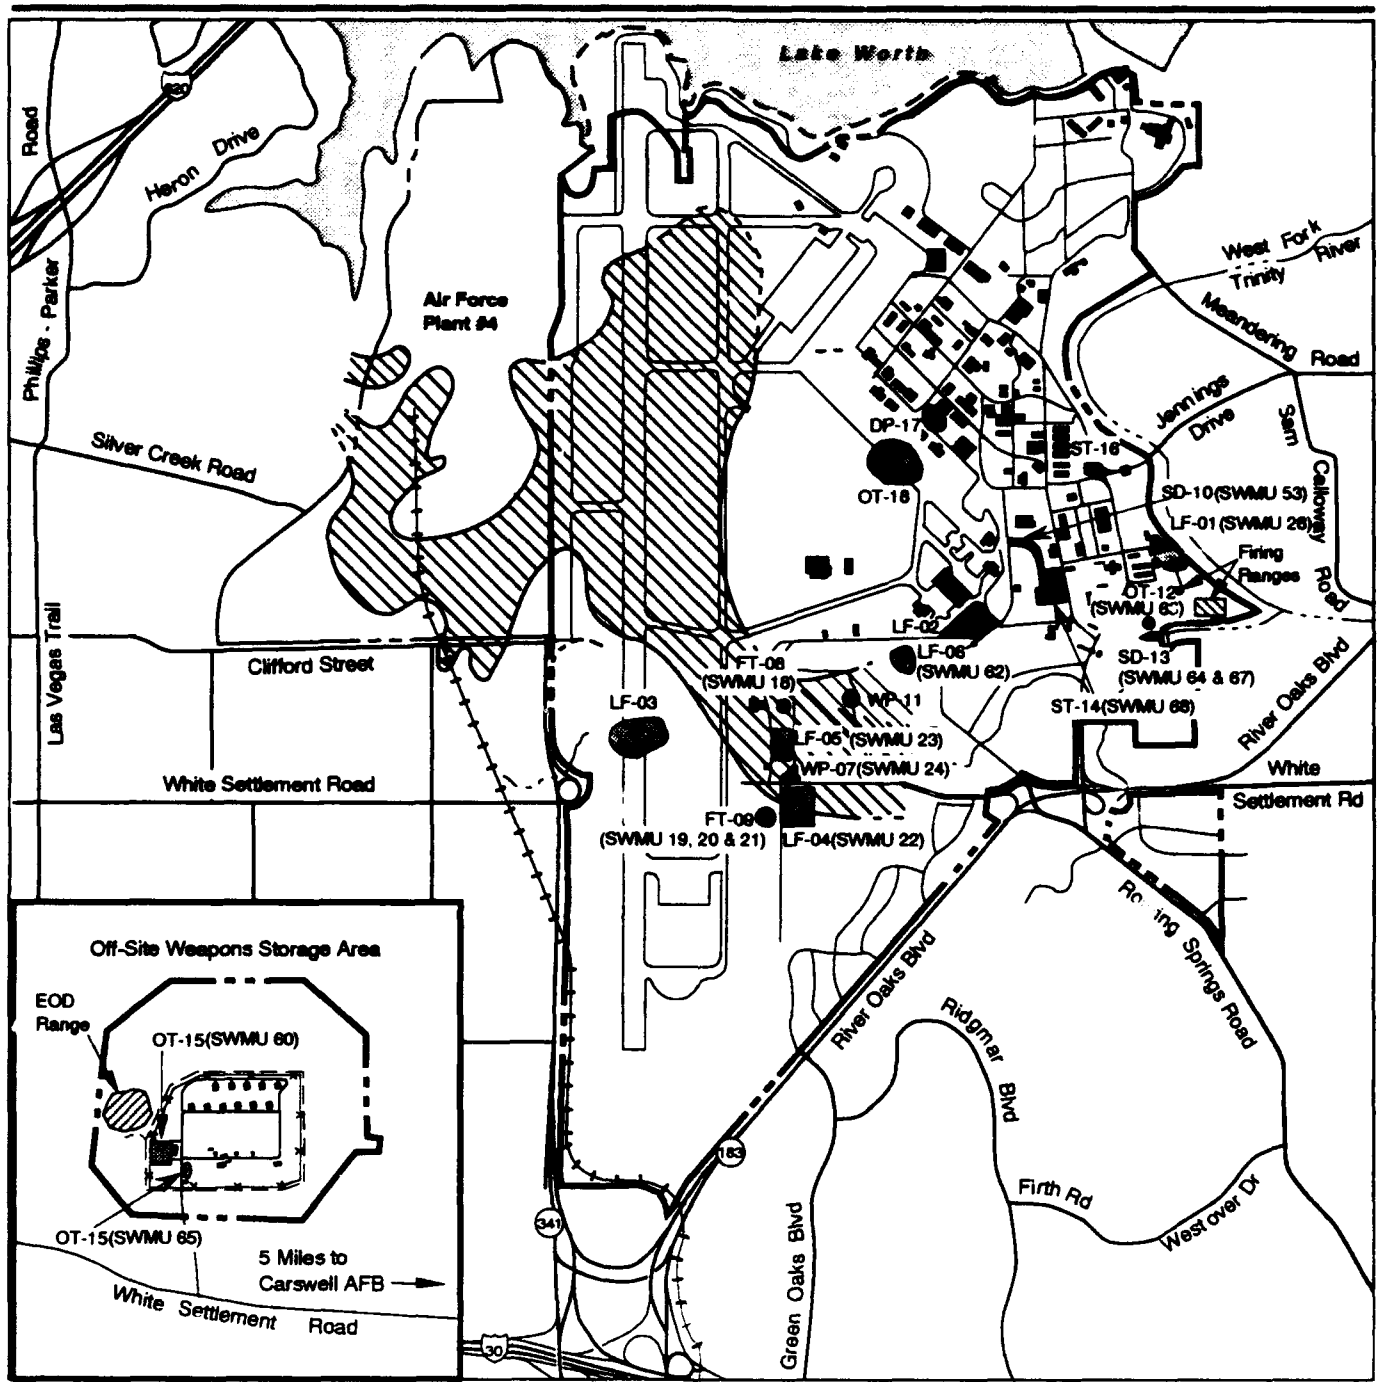 Lake Worth
820
Road
Heron Drive
West Fork
Trinity River
Air Force
Plant #4
Meandering Road
Phillips - Parker
Jennings
Drive
Sam Calloway Road
DP-17
ST-16
Silver Creek Road
OT-18
SD-10(SWMU 53)
LF-01(SWMU 28)
Firing
Ranges
OT-12
(SWMU 63)
LF-02
LF-06
(SWMU 62)
SD-13
(SWMU 64 & 67)
Las Vegas Trail
Clifford Street
FT-08
(SWMU 18)
WP-11
ST-14(SWMU 68)
River Oaks Blvd
LF-03
LF-05 (SWMU 23)
WP-07(SWMU 24)
White
Settlement Rd
White Settlement Road
FT-09
(SWMU 19, 20 & 21)
LF-04(SWMU 22)
Springs Road
River Oaks Blvd
Ridgmar Blvd
Off-Site Weapons Storage Area
EOD
Range
OT-15(SWMU 60)
183
Firth Rd
Westover Dr
OT-15(SWMU 65)
341
5 Miles to
Carswell AFB
White Settlement Road
Green Oaks Blvd
30